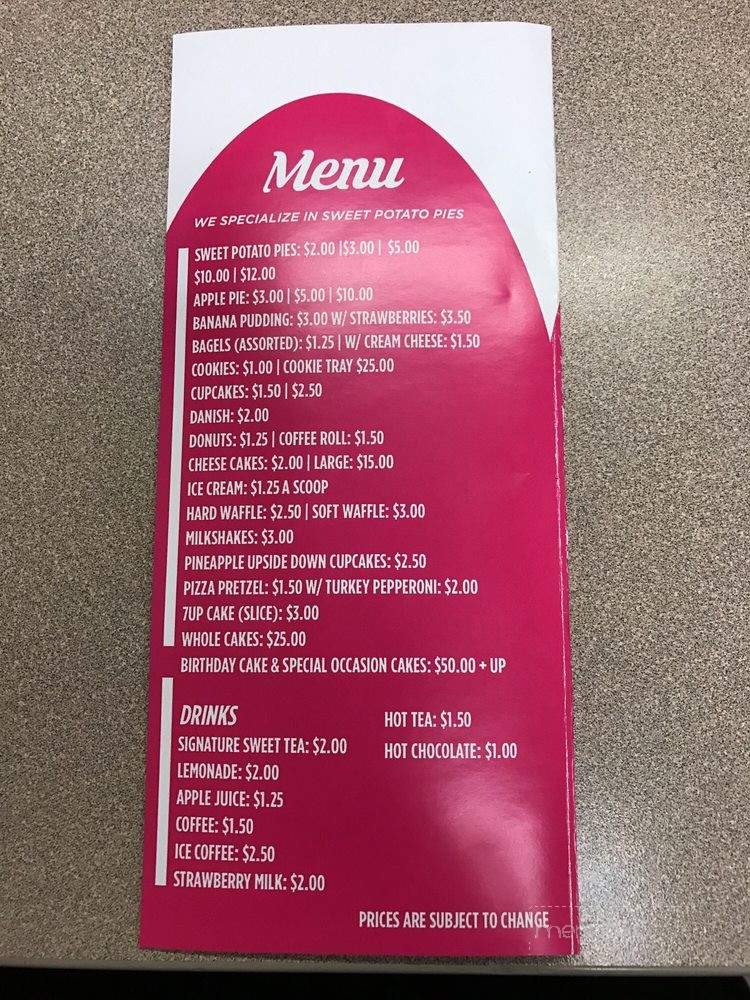 Menu
WE SPECIALIZE IN SWEET POTATO PIES
SWEET POTATO PIES: $2.00 |$3.00 | $5.00
$10.00 | $12.00
APPLE PIE: $3.00 | $5.00 | $10.00
BANANA PUDDING: $3.00 W/ STRAWBERRIES: $3.50
BAGELS (ASSORTED): $1.25 | W/ CREAM CHEESE: $1.50
COOKIES: $1.00 | COOKIE TRAY $25.00
CUPCAKES: $1.50 | $2.50
DANISH: $2.00
DONUTS: $1.25 | COFFEE ROLL: $1.50
CHEESE CAKES: $2.00 | LARGE: $15.00
ICE CREAM: $1.25 A SCOOP
HARD WAFFLE: $2.50 | SOFT WAFFLE: $3.00
MILKSHAKES: $3.00
PINEAPPLE UPSIDE DOWN CUPCAKES: $2.50
PIZZA PRETZEL: $1.50 W/ TURKEY PEPPERONI: $2.00
7UP CAKE (SLICE): $3.00
WHOLE CAKES: $25.00
BIRTHDAY CAKE & SPECIAL OCCASION CAKES: $50.00 + UP
DRINKS
SIGNATURE SWEET TEA: $2.00
LEMONADE: $2.00
APPLE JUICE: $1.25
COFFEE: $1.50
ICE COFFEE: $2.50
STRAWBERRY MILK: $2.00
HOT TEA: $1.50
HOT CHOCOLATE: $1.00
PRICES ARE SUBJECT TO CHANGE